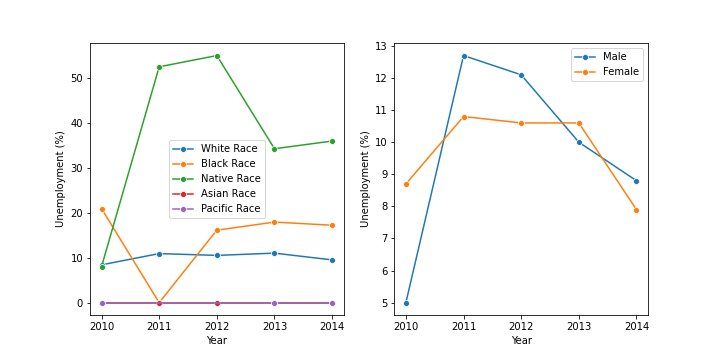 Unemployment (%)
50
40
30
20
10
0
2010 2011 2012 2013 2014
Year
White Race
Black Race
Native Race
Asian Race
Pacific Race
Unemployment (%)
13
12
11
10
9
8
7
6
5
2010 2011 2012 2013 2014
Year
Male
Female